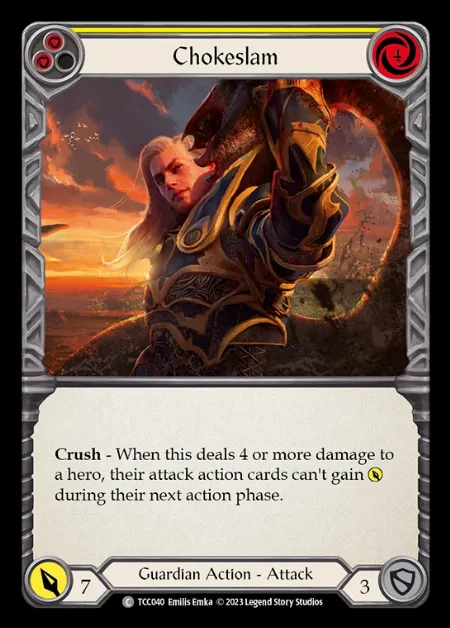 Chokeslam
4
Crush - When this deals 4 or more damage to
a hero, their attack action cards can't gain
during their next action phase.
7
Guardian Action - Attack
3
C TCC040 Emilis Emka © 2023 Legend Story Studios